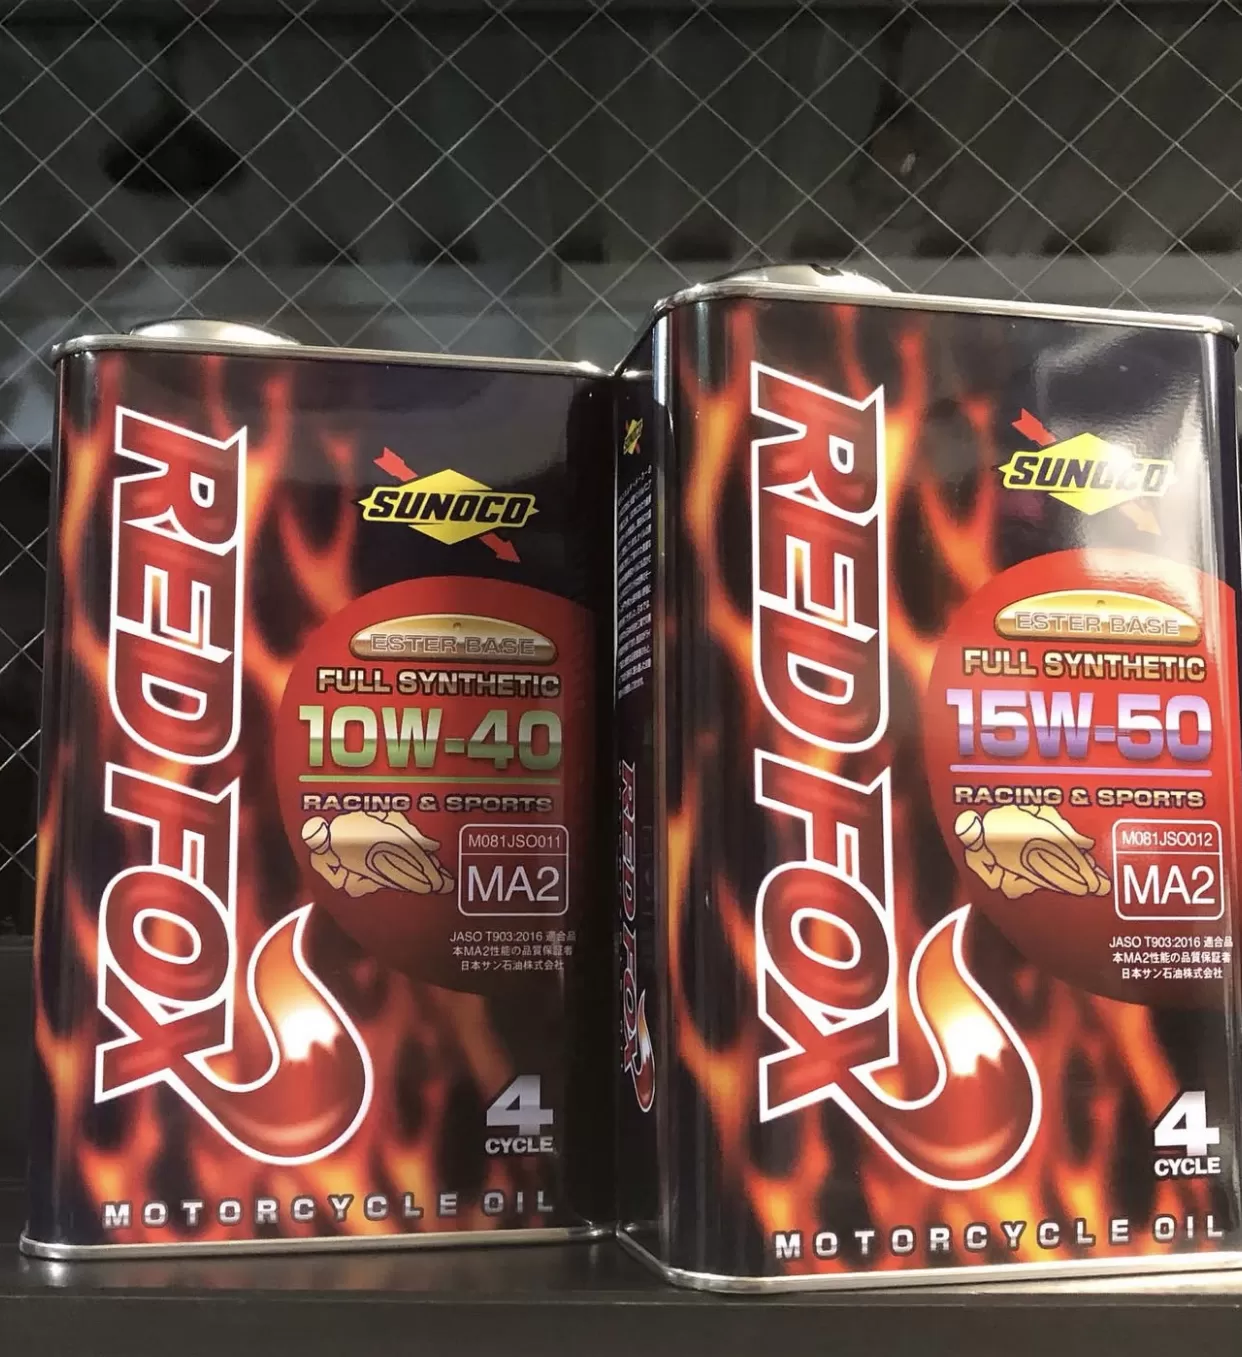 RED FOX
SUNOCO
ESTER BASE
FULL SYNTHETIC
10W-40
RACING & SPORTS
M081JSO011
MA2
JASO T903:2016 適合品
本MA2性能の品質保証者
日本サン石油株式会社
4
CYCLE
MOTORCYCLE OIL
RED FOX
RED FOX
SUNOCO
ESTER BASE
FULL SYNTHETIC
15W-50
RACING & SPORTS
M081JSO012
MA2
JASO T903:2016 適合品
本MA2性能の品質保証者
日本サン石油株式会社
4
CYCLE
MOTORCYCLE OIL